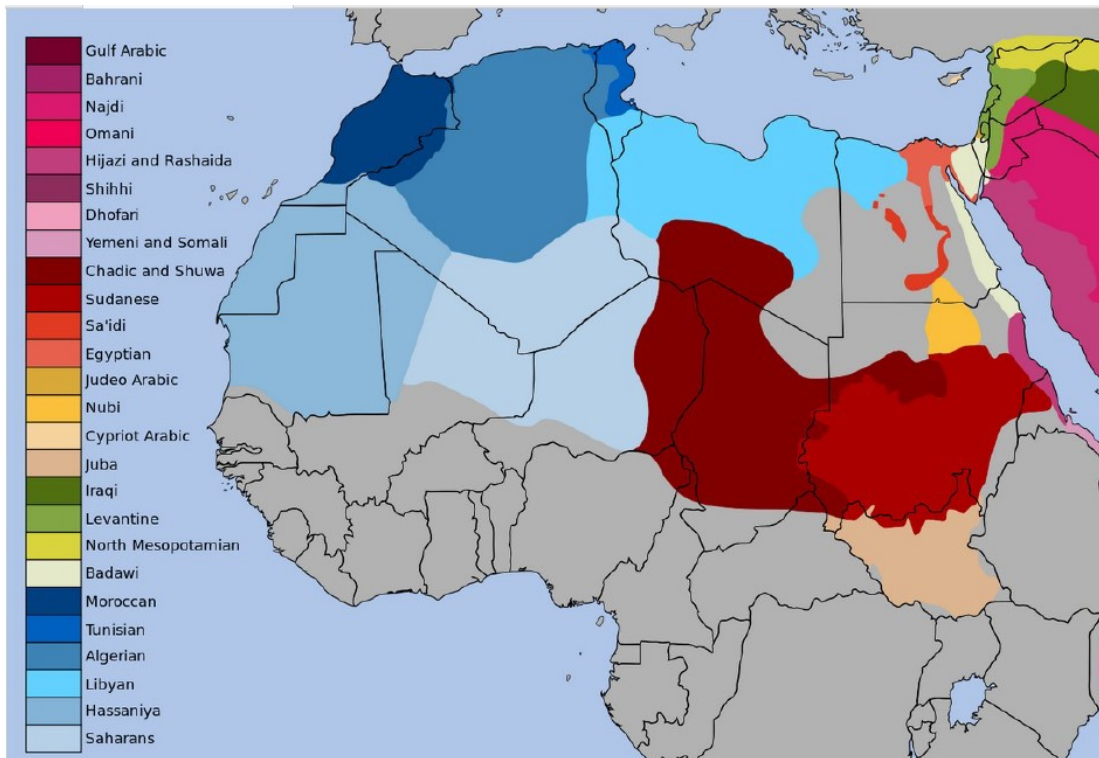 Gulf Arabic
Bahrani
Najdi
Omani
Hijazi and Rashaida
Shihhi
Dhofari
Yemeni and Somali
Chadic and Shuwa
Sudanese
Sa'idi
Egyptian
Judeo Arabic
Nubi
Cypriot Arabic
Juba
Iraqi
Levantine
North Mesopotamian
Badawi
Moroccan
Tunisian
Algerian
Libyan
Hassaniya
Saharans